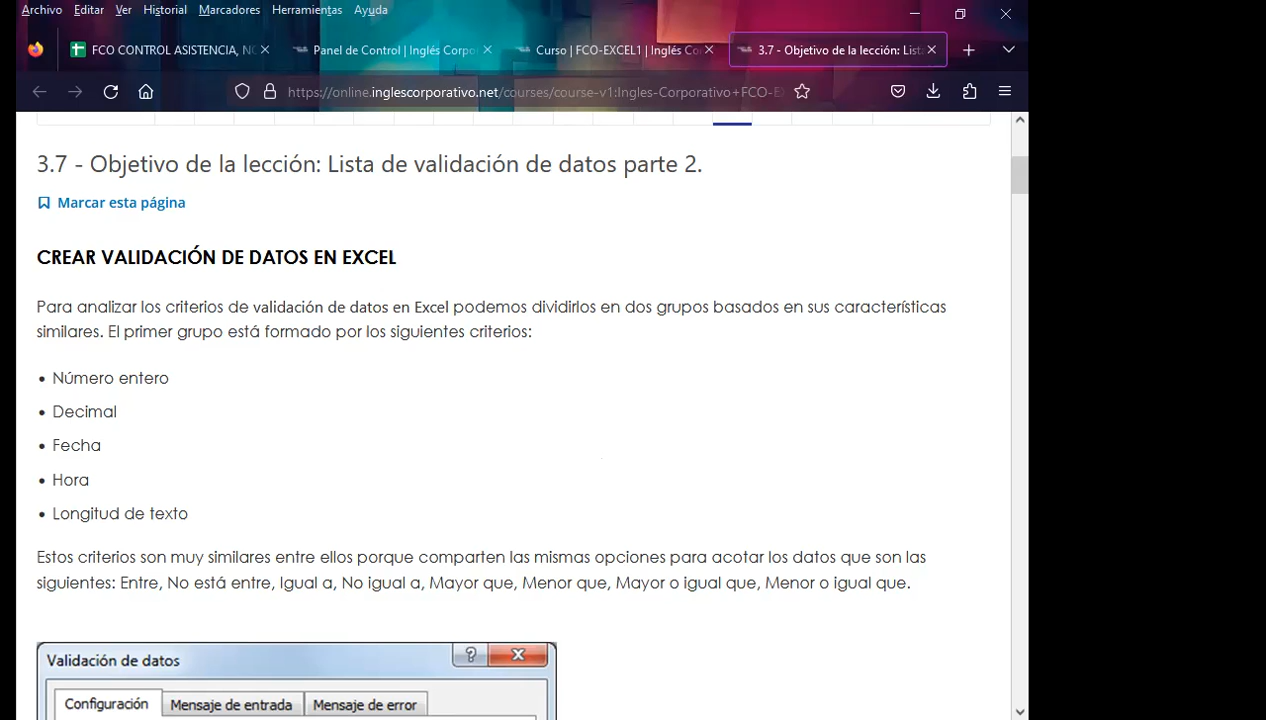 Archivo Editar Ver Historial Marcadores Herramientas Ayuda
FCO CONTROL ASISTENCIA, NO
Panel de Control | Inglés Corpo
Curso | FCO-EXCEL1 | Inglés Co
3.7 - Objetivo de la lección: List
https://online.inglescorporativo.net/courses/course-v1:Ingles-Corporativo+FCO-E
3.7 - Objetivo de la lección: Lista de validación de datos parte 2.
Marcar esta página
CREAR VALIDACIÓN DE DATOS EN EXCEL
Para analizar los criterios de validación de datos en Excel podemos dividirlos en dos grupos basados en sus características
similares. El primer grupo está formado por los siguientes criterios:
• Número entero
• Decimal
• Fecha
• Hora
• Longitud de texto
Estos criterios son muy similares entre ellos porque comparten las mismas opciones para acotar los datos que son las
siguientes: Entre, No está entre, Igual a, No igual a, Mayor que, Menor que, Mayor o igual que, Menor o igual que.
Validación de datos
Configuración Mensaje de entrada Mensaje de error